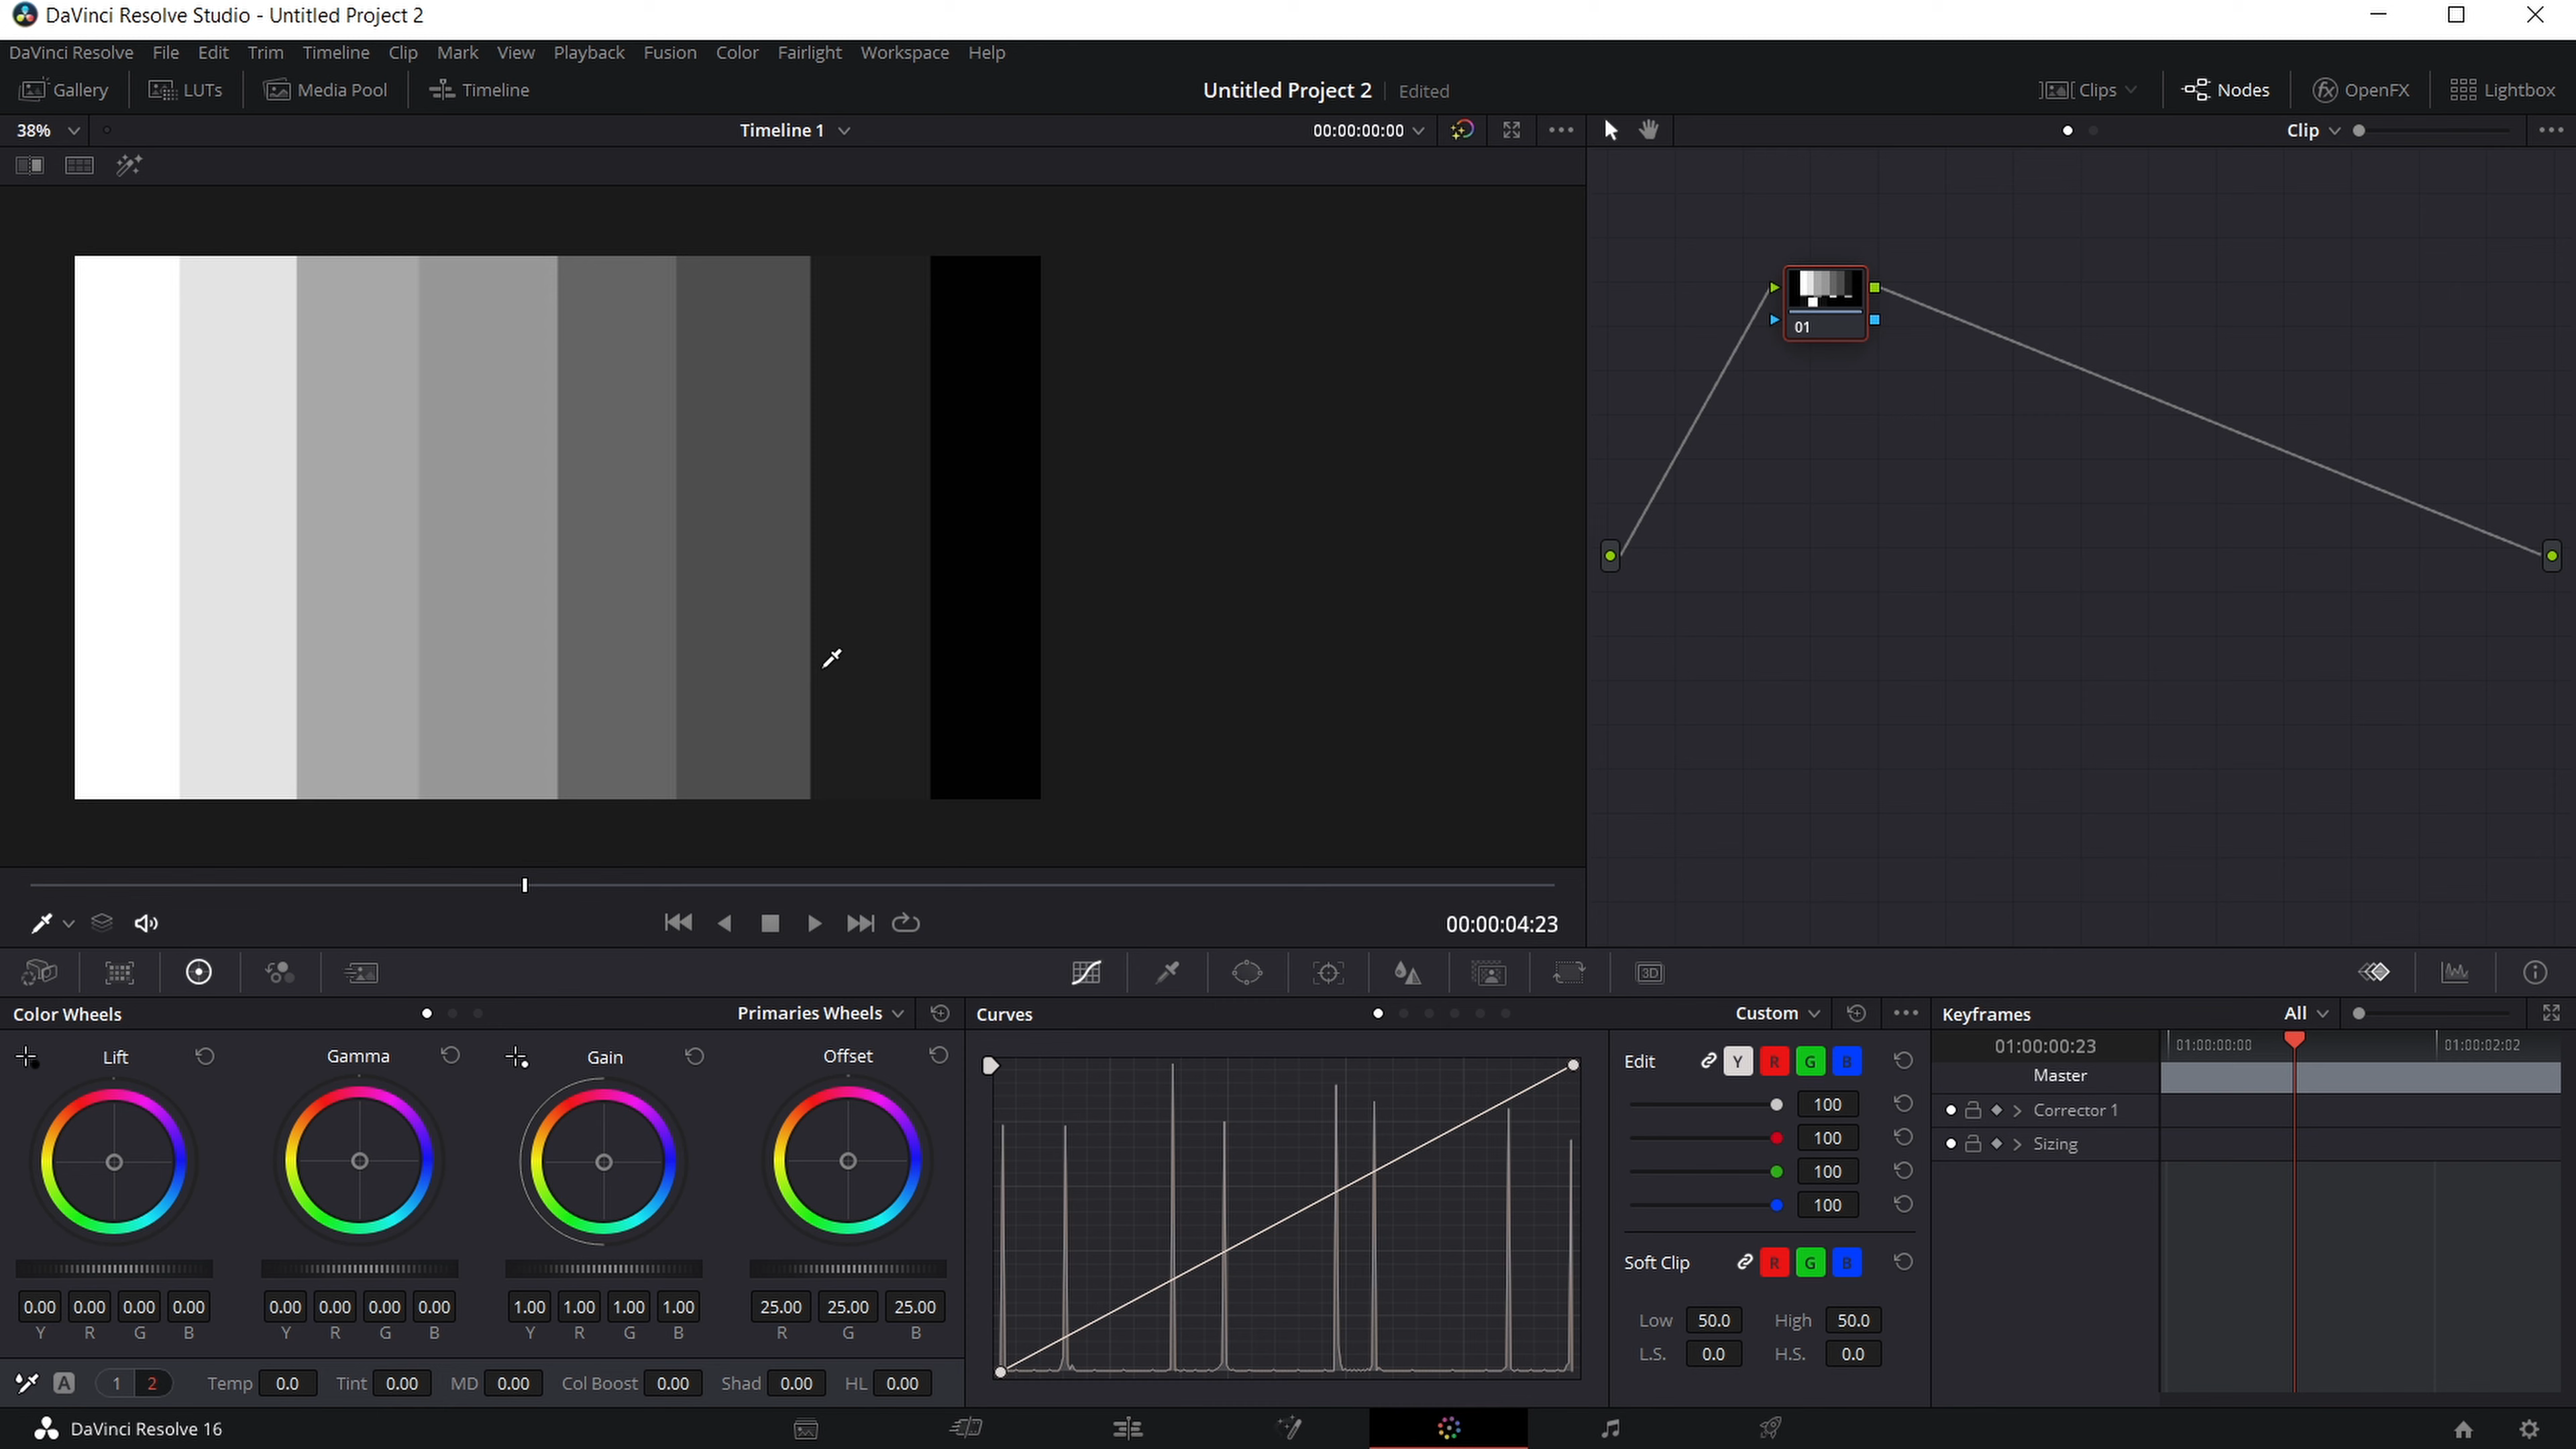 DaVinci Resolve Studio - Untitled Project 2
DaVinci Resolve File Edit Trim Timeline Clip Mark View Playback Fusion Color Fairlight Workspace Help
Gallery LUTs Media Pool Timeline Untitled Project 2 Edited Clips Nodes OpenFX Lightbox
38% Timeline 1 00:00:00:00 Clip
01
00:00:04:23
3D
Color Wheels Primaries Wheels Curves Custom Keyframes All
Lift Gamma Gain Offset
Edit Y R G B
01:00:00:23 01:00:00:00 01:00:02:02
Master
100
Corrector 1
100
Sizing
100
100
Soft Clip R G B
0.00 0.00 0.00 0.00 0.00 0.00 0.00 0.00 1.00 1.00 1.00 1.00 25.00 25.00 25.00
Y R G B Y R G B Y R G B R G B
Low 50.0 High 50.0
L.S. 0.0 H.S. 0.0
A 1 2 Temp 0.0 Tint 0.00 MD 0.00 Col Boost 0.00 Shad 0.00 HL 0.00
DaVinci Resolve 16